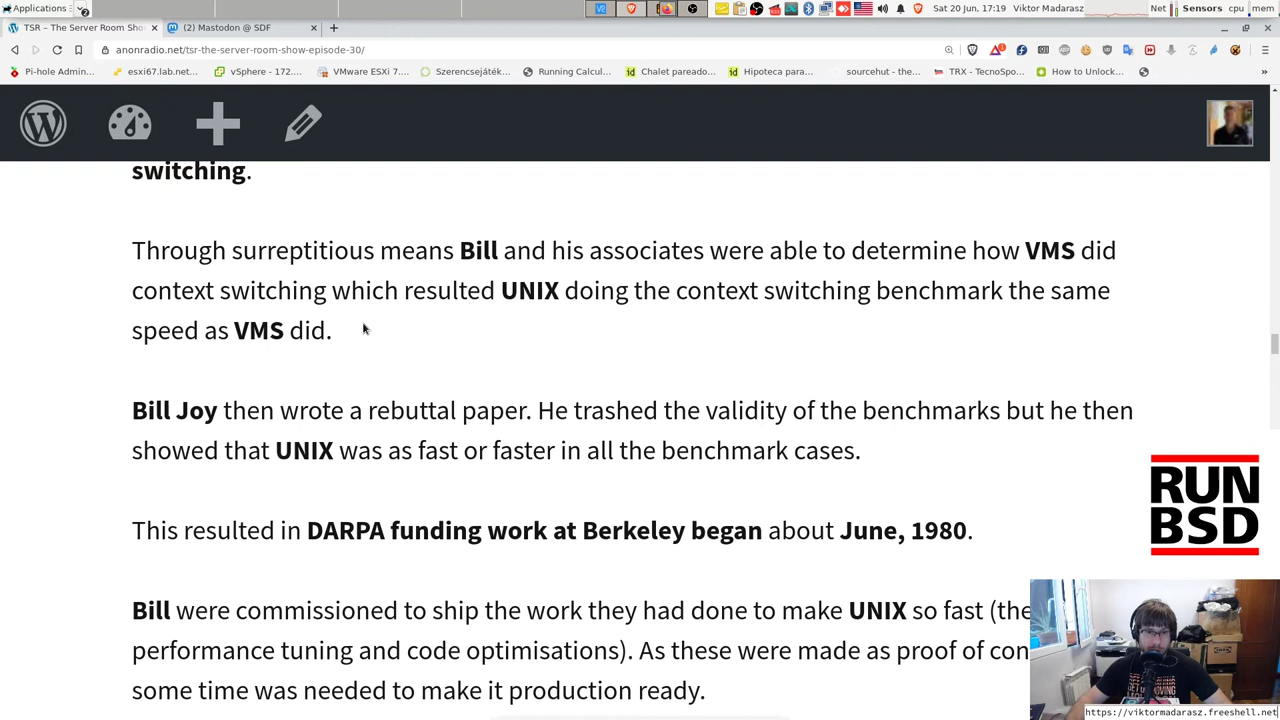 Applications
2
Sat 20 Jun, 17:19 Viktor Madarasz
Net Sensors cpu mem
TSR – The Server Room Sho
(2) Mastodon @ SDF
anonradio.net/tsr-the-server-room-show-episode-30/
Pi-hole Admin...
esxi67.lab.net...
vSphere - 172....
VMware ESXi 7....
Szerencsejáték...
Running Calcul...
Chalet pareado...
Hipoteca para...
sourcehut - the...
TRX - TecnoSpo...
How to Unlock...
switching.
Through surreptitious means Bill and his associates were able to determine how VMS did
context switching which resulted UNIX doing the context switching benchmark the same
speed as VMS did.
Bill Joy then wrote a rebuttal paper. He trashed the validity of the benchmarks but he then
showed that UNIX was as fast or faster in all the benchmark cases.
This resulted in DARPA funding work at Berkeley began about June, 1980.
Bill were commissioned to ship the work they had done to make UNIX so fast (the
performance tuning and code optimisations). As these were made as proof of con
some time was needed to make it production ready.
RUN
BSD
https://viktormadarasz.freeshell.net